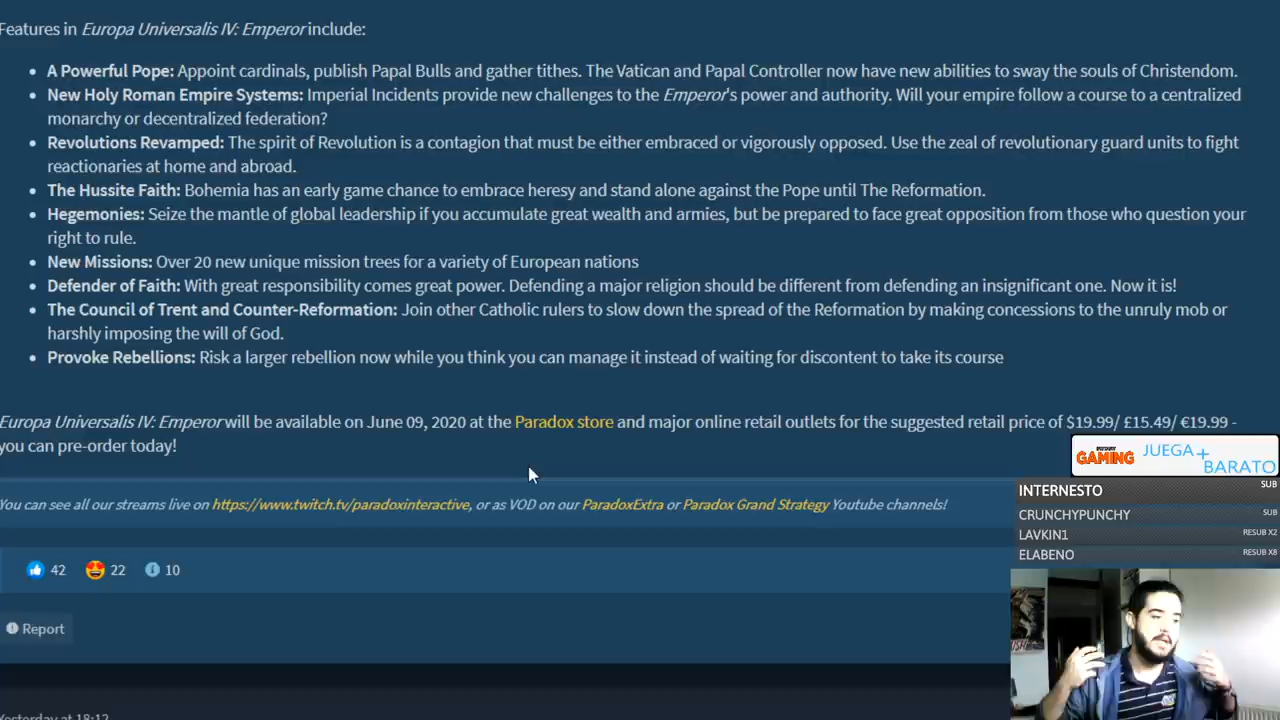 Features in Europa Universalis IV: Emperor include:
• A Powerful Pope: Appoint cardinals, publish Papal Bulls and gather tithes. The Vatican and Papal Controller now have new abilities to sway the souls of Christendom.
• New Holy Roman Empire Systems: Imperial Incidents provide new challenges to the Emperor's power and authority. Will your empire follow a course to a centralized
monarchy or decentralized federation?
• Revolutions Revamped: The spirit of Revolution is a contagion that must be either embraced or vigorously opposed. Use the zeal of revolutionary guard units to fight
reactionaries at home and abroad.
• The Hussite Faith: Bohemia has an early game chance to embrace heresy and stand alone against the Pope until The Reformation.
• Hegemonies: Seize the mantle of global leadership if you accumulate great wealth and armies, but be prepared to face great opposition from those who question your
right to rule.
• New Missions: Over 20 new unique mission trees for a variety of European nations
• Defender of Faith: With great responsibility comes great power. Defending a major religion should be different from defending an insignificant one. Now it is!
• The Council of Trent and Counter-Reformation: Join other Catholic rulers to slow down the spread of the Reformation by making concessions to the unruly mob or
harshly imposing the will of God.
• Provoke Rebellions: Risk a larger rebellion now while you think you can manage it instead of waiting for discontent to take its course
Europa Universalis IV: Emperor will be available on June 09, 2020 at the Paradox store and major online retail outlets for the suggested retail price of $19.99/ £15.49/ €19.99 -
you can pre-order today!
GAMING JUEGA+
BARATO
INTERNESTO SUB
You can see all our streams live on https://www.twitch.tv/paradoxinteractive, or as VOD on our ParadoxExtra or Paradox Grand Strategy Youtube channels!
CRUNCHYPUNCHY SUB
LAVKIN1 RESUB X2
ELABENO RESUB X8
42 22 10
Report
Yesterday at 18:12